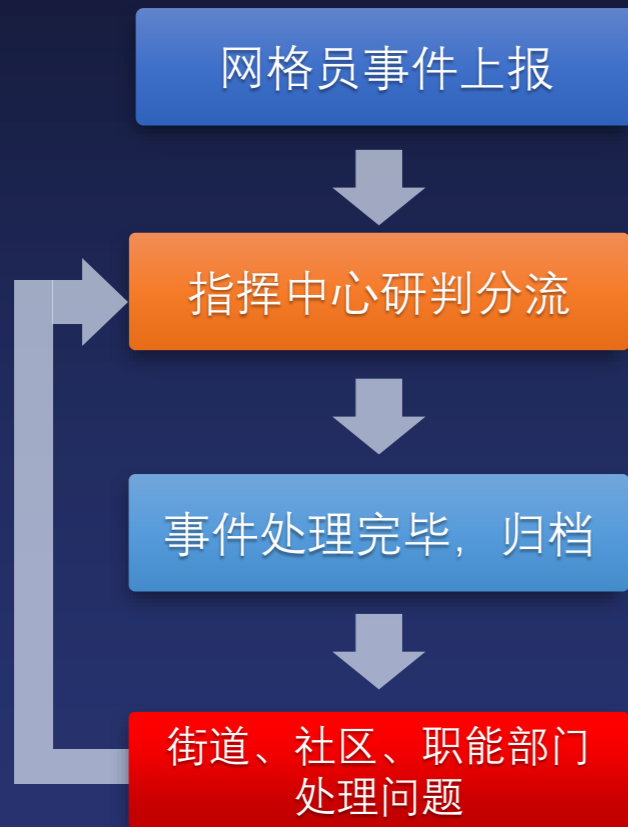 网格员事件上报
指挥中心研判分流
事件处理完毕，归档
街道、社区、职能部门
处理问题